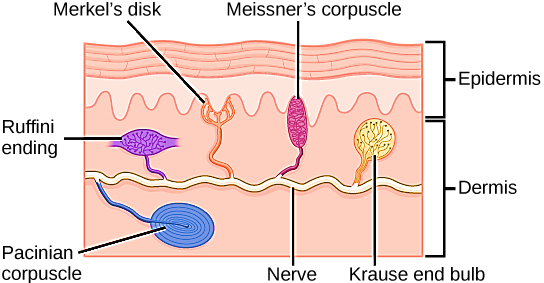 Merkel's disk
Meissner's corpuscle
Epidermis
Ruffini
ending
Dermis
Pacinian
corpuscle
Nerve
Krause end bulb